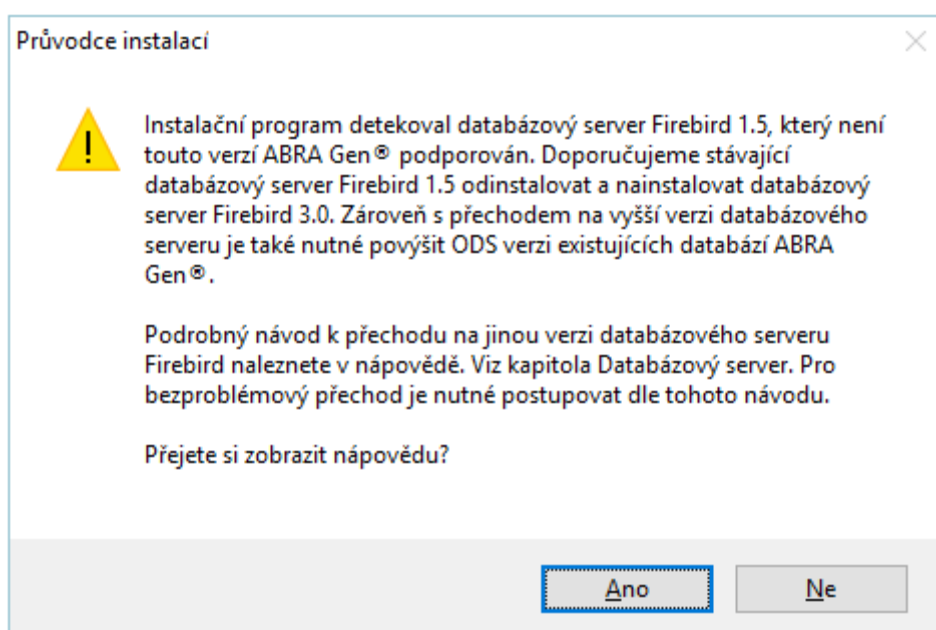 Průvodce instalací
Instalační program detekoval databázový server Firebird 1.5, který není
touto verzí ABRA Gen® podporován. Doporučujeme stávající
databázový server Firebird 1.5 odinstalovat a nainstalovat databázový
server Firebird 3.0. Zároveň s přechodem na vyšší verzi databázového
serveru je také nutné povýšit ODS verzi existujících databází ABRA
Gen®.
Podrobný návod k přechodu na jinou verzi databázového serveru
Firebird naleznete v nápovědě. Viz kapitola Databázový server. Pro
bezproblémový přechod je nutné postupovat dle tohoto návodu.
Přejete si zobrazit nápovědu?
Ano
Ne